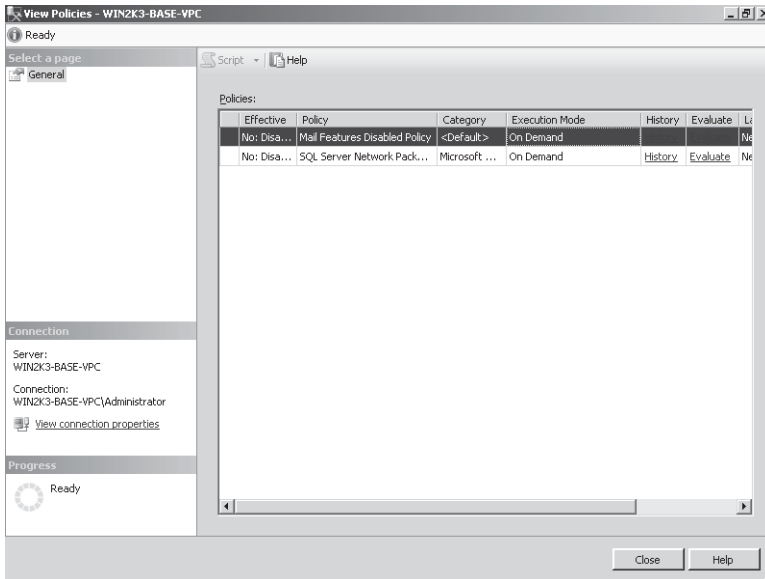 View Policies - WIN2K3-BASE-VPC
Ready
Select a page
General
Script Help
Policies:
Effective Policy Category Execution Mode History Evaluate La
No: Disa... Mail Features Disabled Policy <Default> On Demand Ne
No: Disa... SQL Server Network Pack... Microsoft ... On Demand History Evaluate Ne
Connection
Server:
WIN2K3-BASE-VPC
Connection:
WIN2K3-BASE-VPC\Administrator
View connection properties
Progress
Ready
Close Help